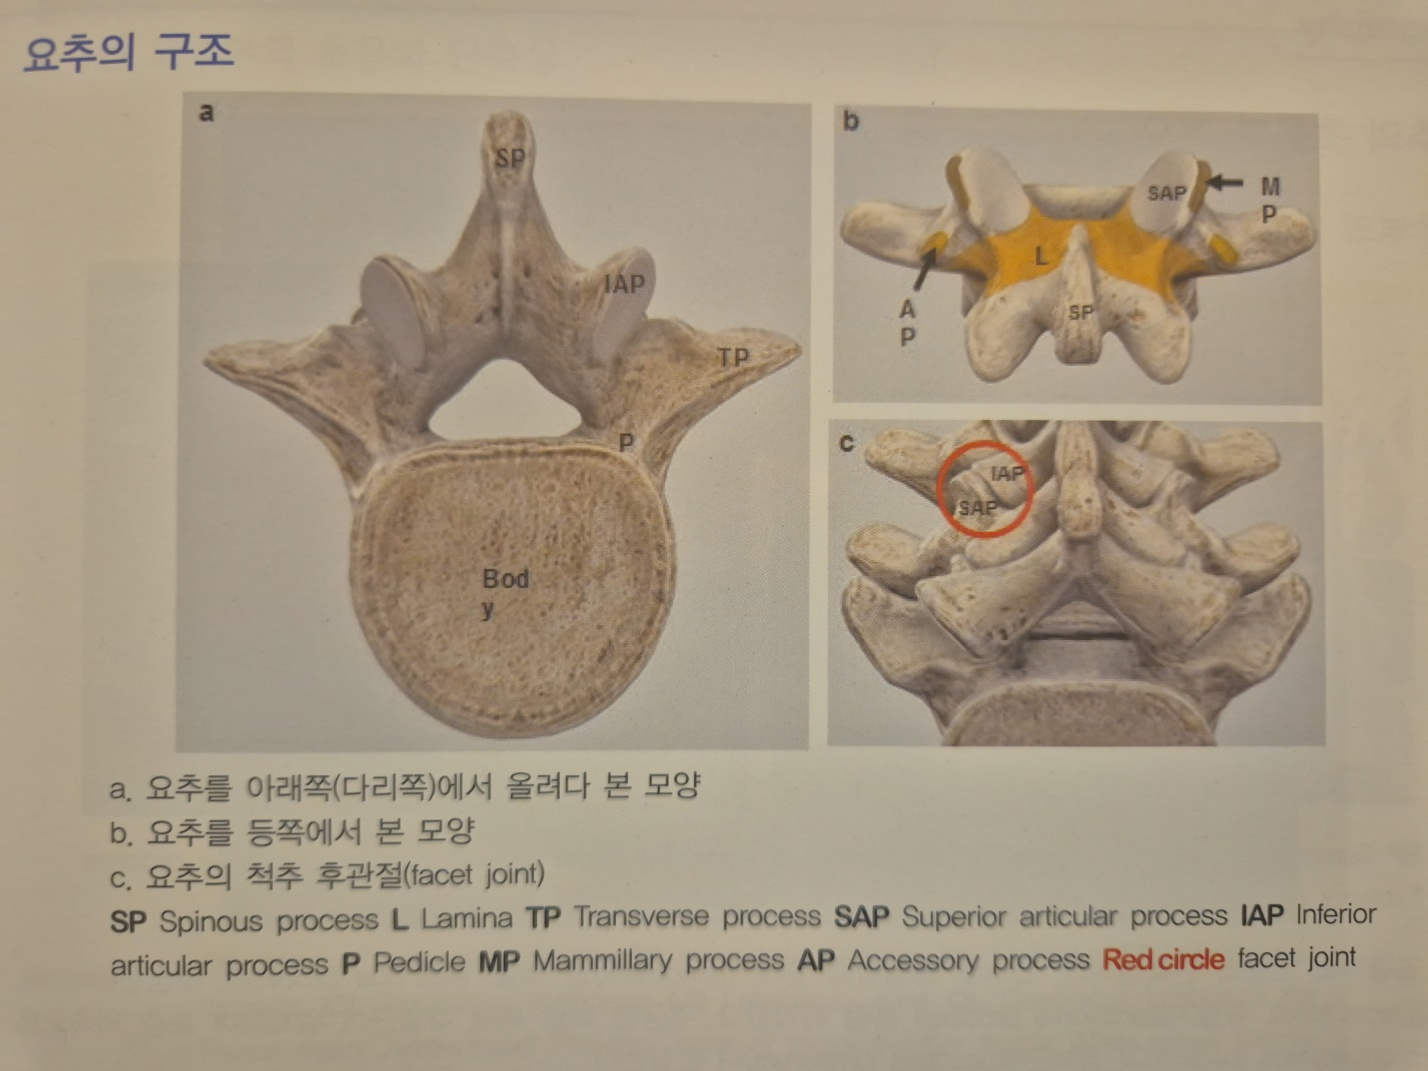 요추의 구조
a
SP
IAP
TP
P
Bod
y
b
SAP
M
P
L
A
P
SP
c
IAP
SAP
a. 요추를 아래쪽(다리쪽)에서 올려다 본 모양
b. 요추를 등쪽에서 본 모양
c. 요추의 척추 후관절(facet joint)
SP Spinous process L Lamina TP Transverse process SAP Superior articular process IAP Inferior
articular process P Pedicle MP Mammillary process AP Accessory process Red circle facet joint